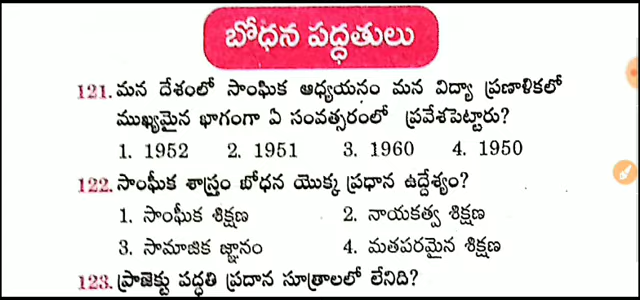 బోధన పద్ధతులు
121. మన దేశంలో సాంఘిక ఆధ్యయనం మన విద్యా ప్రణాళికలో
ముఖ్యమైన భాగంగా ఏ సంవత్సరంలో ప్రవేశపెట్టారు?
1. 1952 2. 1951 3. 1960 4. 1950
122. సాంఘీక శాస్త్రం బోధన యొక్క ప్రధాన ఉద్దేశ్యం?
1. సాంఘీక శిక్షణ 2. నాయకత్వ శిక్షణ
3. సామాజిక జ్ఞానం 4. మతపరమైన శిక్షణ
123. ప్రాజెక్టు పద్ధతి ప్రదాన సూత్రాలలో లేనిది?